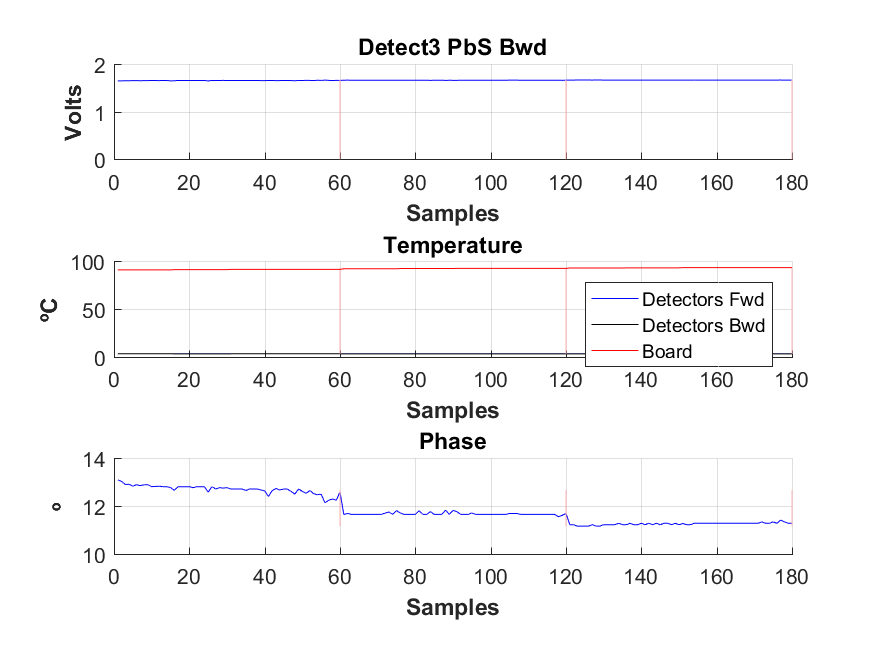 Detect3 PbS Bwd
2
1
0
Volts
0 20 40 60 80 100 120 140 160 180
Samples
Temperature
100
50
0
ºC
Detectors Fwd
Detectors Bwd
Board
0 20 40 60 80 100 120 140 160 180
Samples
Phase
14
12
10
º
0 20 40 60 80 100 120 140 160 180
Samples